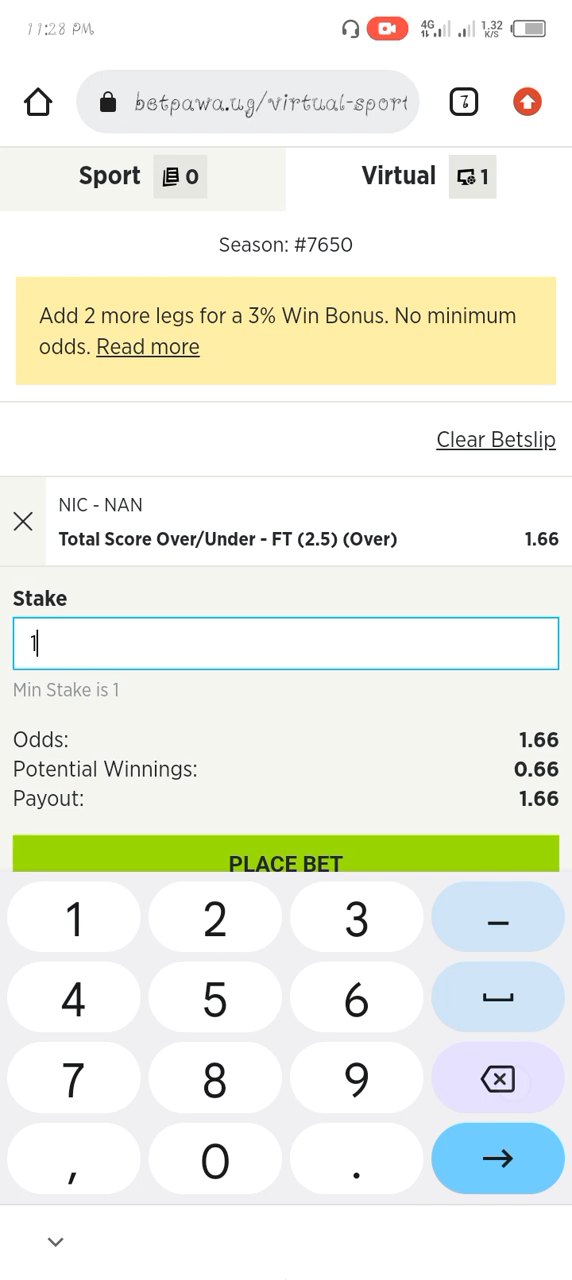 11:28 PM
4G
1.32 K/S
betpawa.ug/virtual-sport
7
Sport 0
Virtual 1
Season: #7650
Add 2 more legs for a 3% Win Bonus. No minimum
odds. Read more
Clear Betslip
NIC - NAN
Total Score Over/Under - FT (2.5) (Over) 1.66
Stake
1
Min Stake is 1
Odds: 1.66
Potential Winnings: 0.66
Payout: 1.66
PLACE BET
1 2 3 –
4 5 6
7 8 9
, 0 .